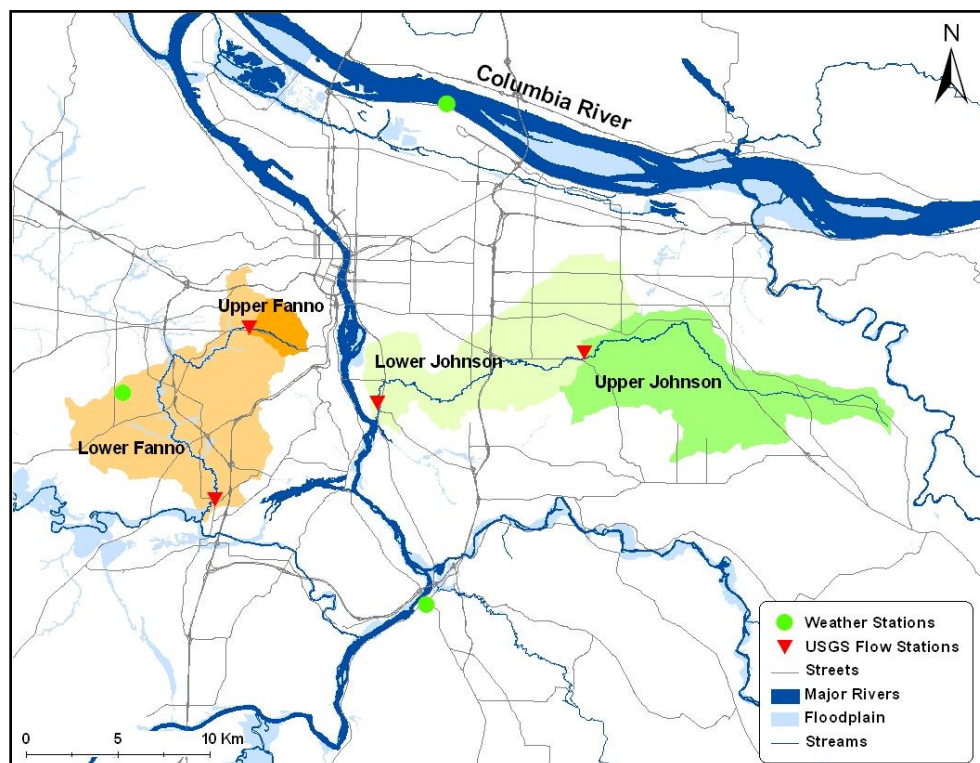 N
Columbia River
Upper Fanno
Lower Johnson
Upper Johnson
Lower Fanno
Weather Stations
USGS Flow Stations
Streets
Major Rivers
Floodplain
Streams
0 5 10 Km